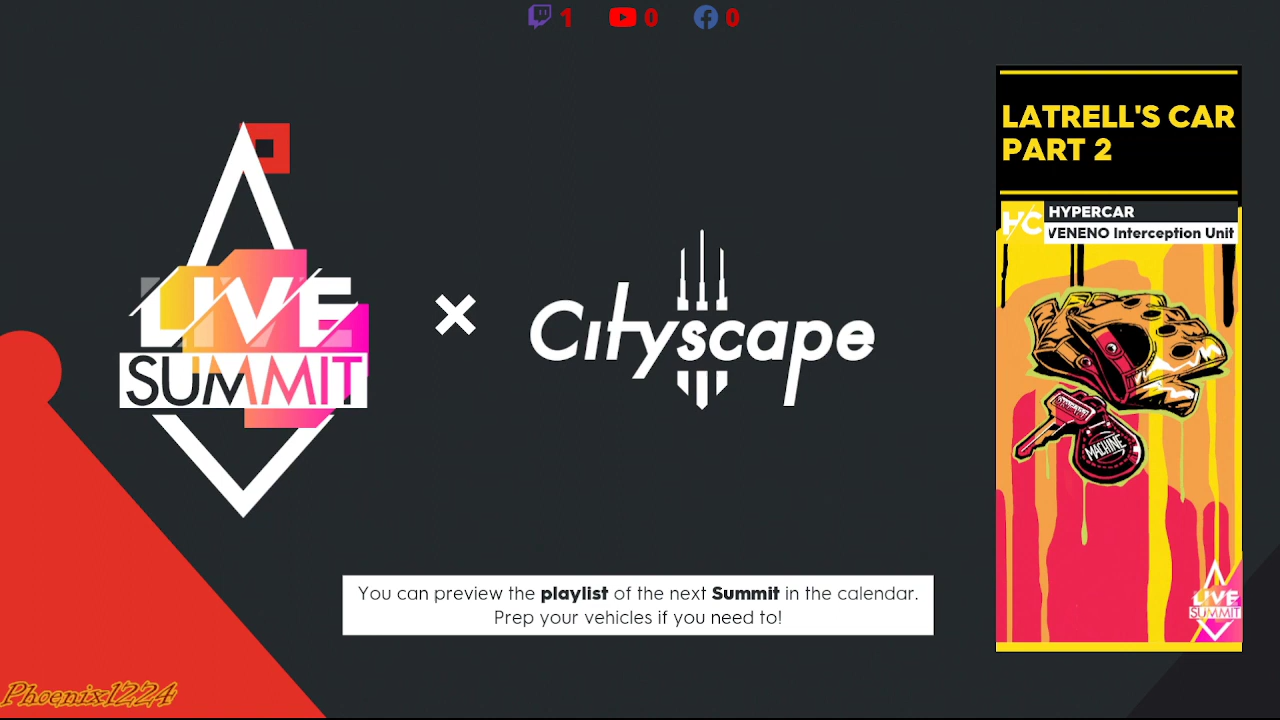 1 0 0
LATRELL'S CAR
PART 2
HC HYPERCAR
VENENO Interception Unit
LIVE
SUMMIT
×
Cityscape
MACHINE
LIVE
SUMMIT
You can preview the playlist of the next Summit in the calendar.
Prep your vehicles if you need to!
Phoenix1224